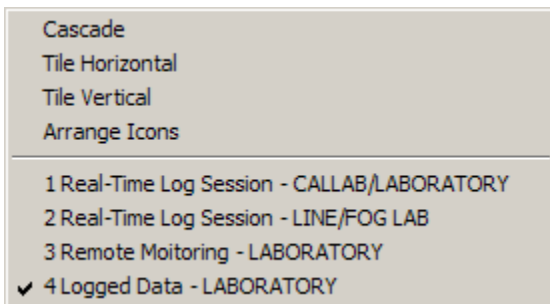 Cascade
Tile Horizontal
Tile Vertical
Arrange Icons
1 Real-Time Log Session - CALLAB/LABORATORY
2 Real-Time Log Session - LINE/FOG LAB
3 Remote Moitoring - LABORATORY
4 Logged Data - LABORATORY